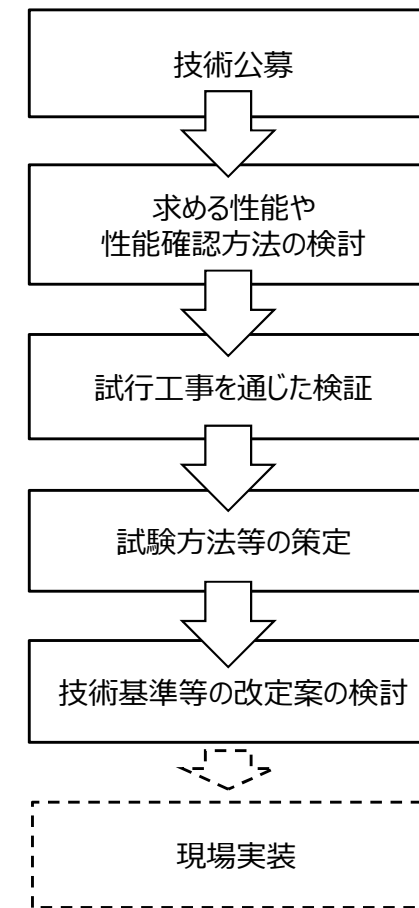 技術公募
求める性能や
性能確認方法の検討
試行工事を通じた検証
試験方法等の策定
技術基準等の改定案の検討
現場実装